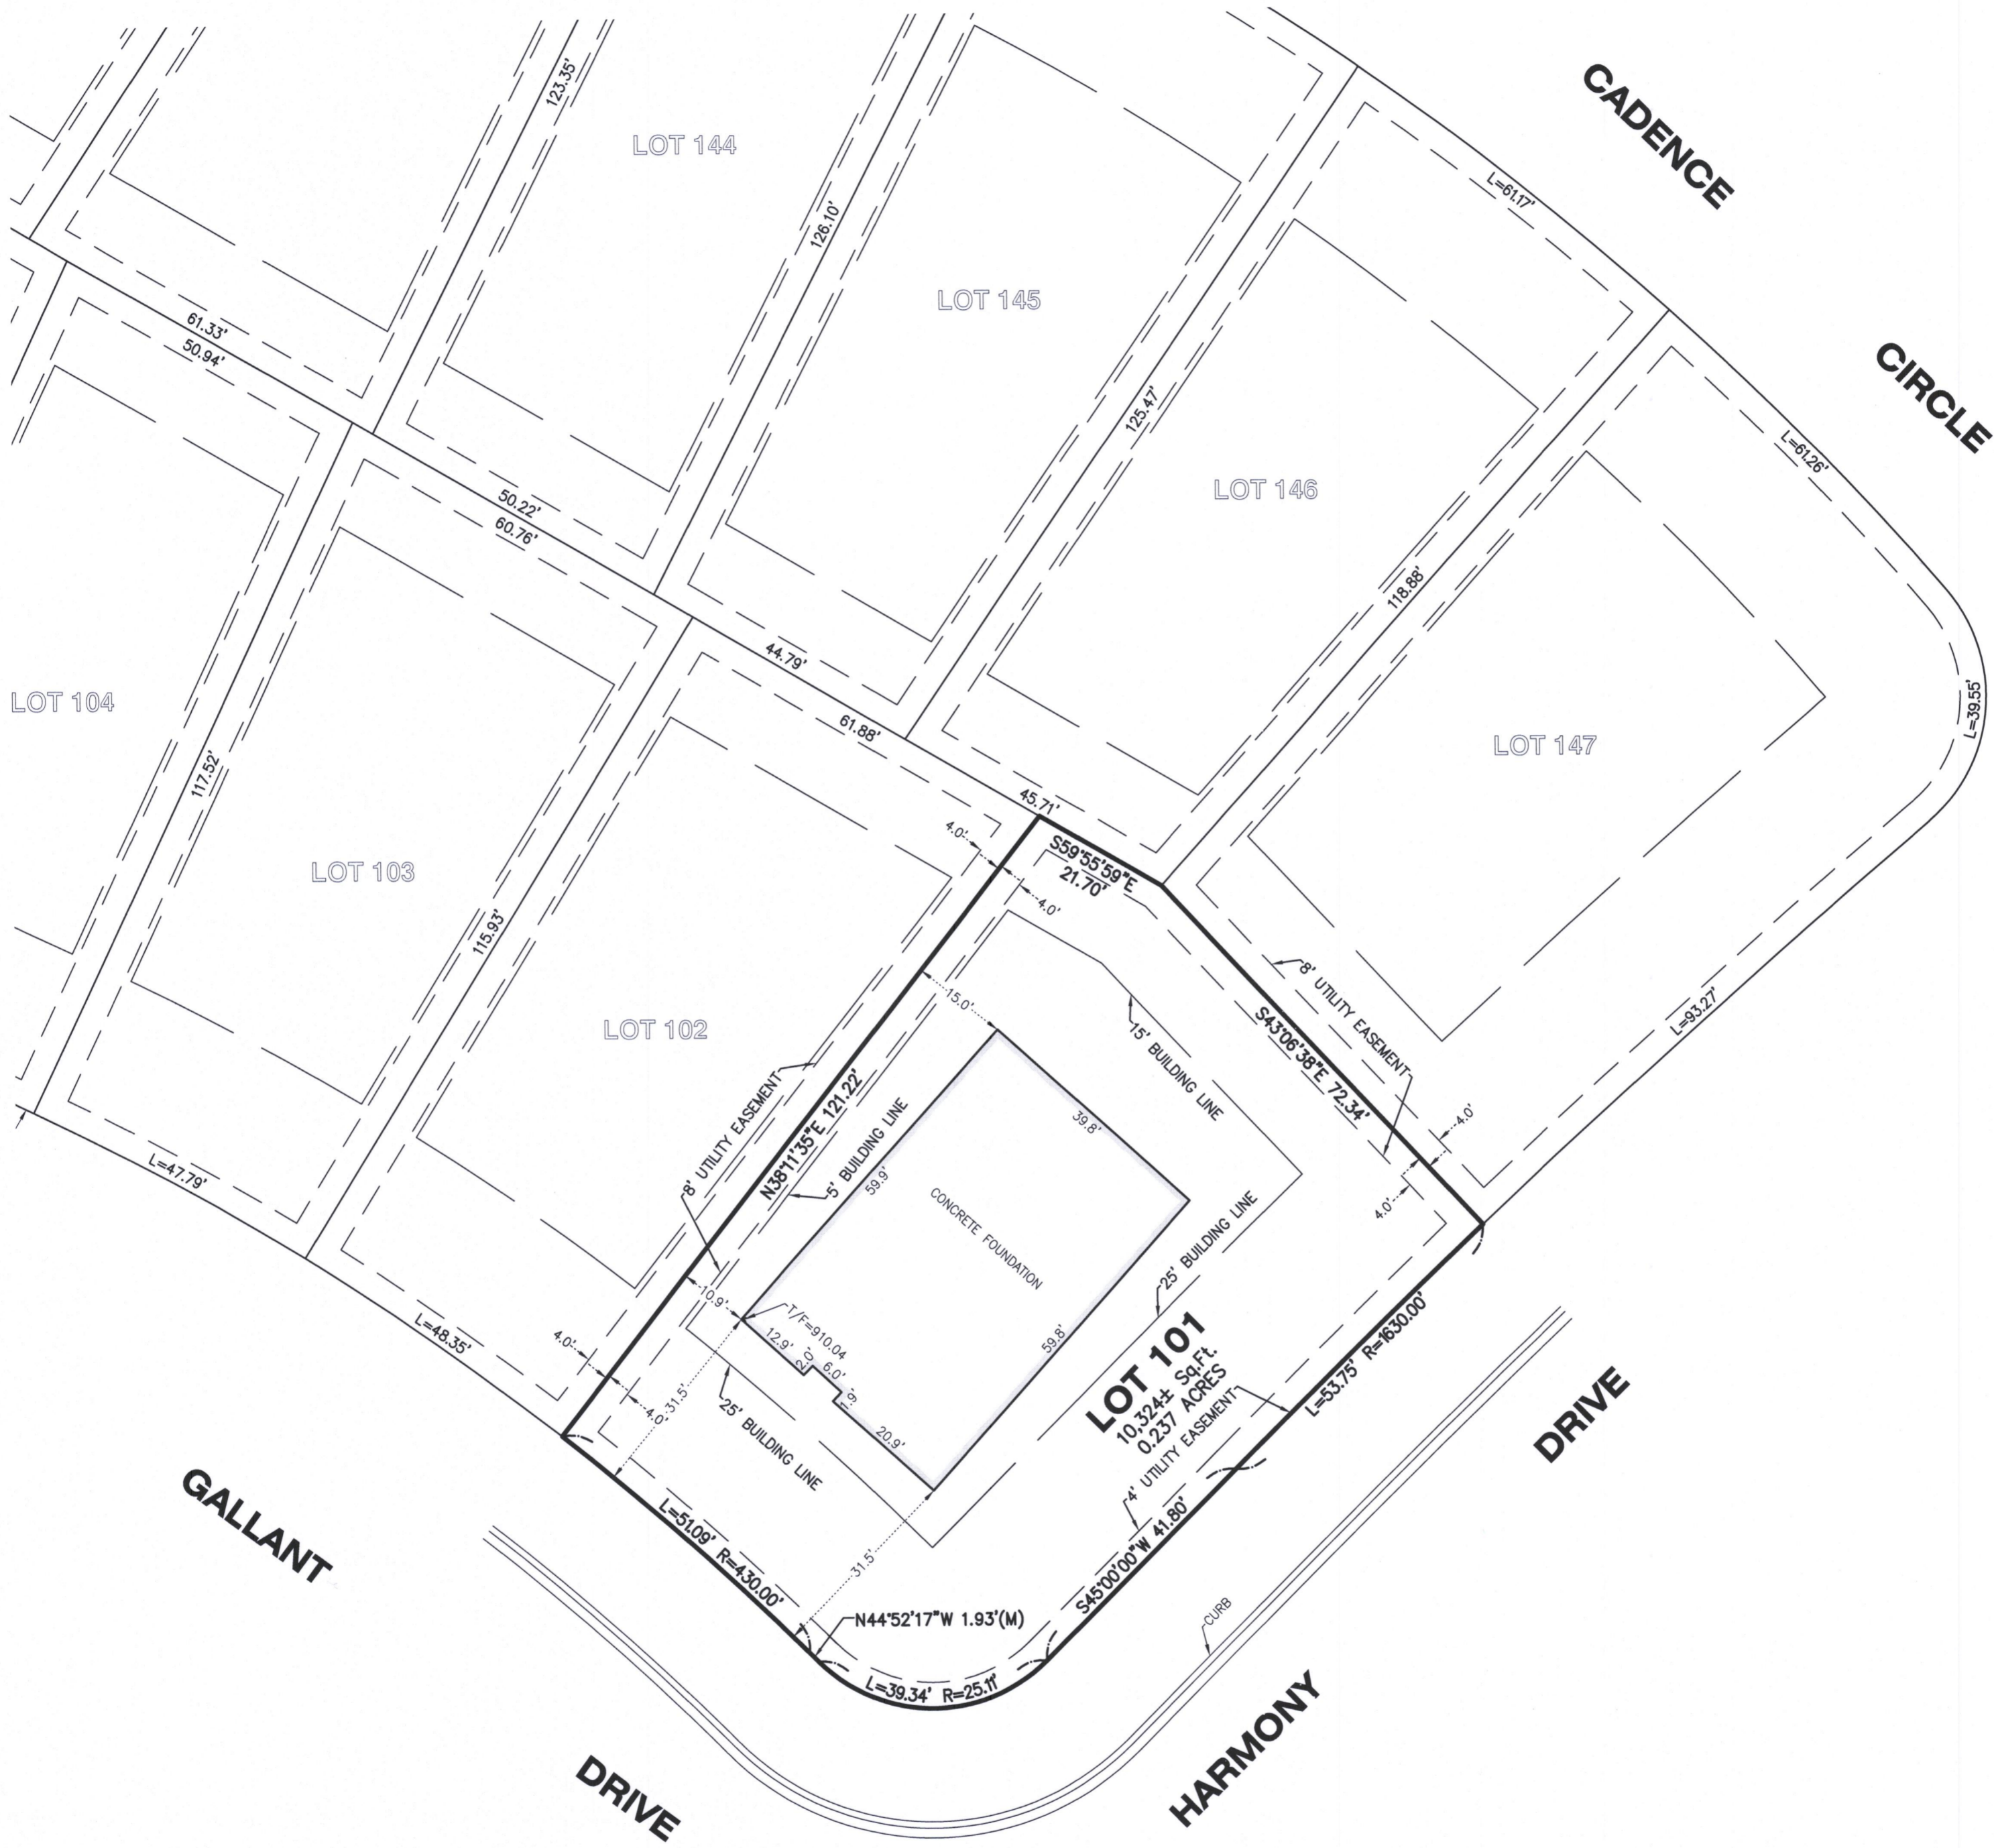 CADENCE
CIRCLE
123.35'
LOT 144
L=61.17'
126.10'
LOT 145
61.33'
50.94'
125.47'
L=61.26'
LOT 146
50.22'
60.76'
118.88'
44.79'
LOT 104
61.88'
L=39.55'
LOT 147
117.52'
45.71'
4.0'
S59°55'59"E
21.70'
LOT 103
4.0'
115.93'
8' UTILITY EASEMENT
15.0'
LOT 102
L=93.27'
S43°06'38"E 72.34'
15' BUILDING LINE
8' UTILITY EASEMENT
N38°11'35"E 121.22'
5' BUILDING LINE
39.8'
4.0'
59.9'
L=47.79'
CONCRETE FOUNDATION
4.0'
25' BUILDING LINE
10.9'
T/F=910.04
L=48.35'
4.0'
12.9'
2.0'
6.0'
1.9'
59.8'
LOT 101
10,324± Sq.Ft.
0.237 ACRES
L=53.75' R=1630.00'
31.5'
4.0'
20.9'
25' BUILDING LINE
4' UTILITY EASEMENT
DRIVE
GALLANT
L=51.09' R=430.00'
31.5'
S45°00'00"W 41.80'
N44°52'17"W 1.93'(M)
CURB
L=39.34' R=25.11'
HARMONY
DRIVE